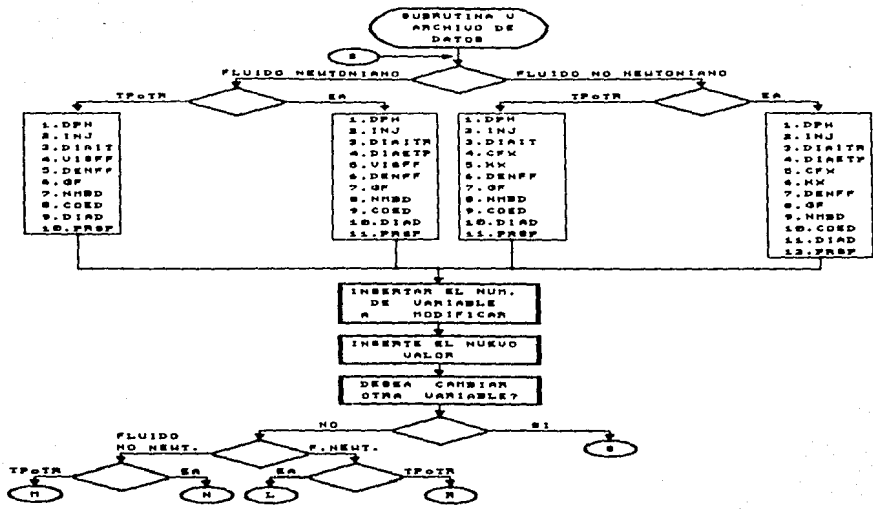 SUBRUTINA U
ARCHIVO DE
DATOS
S
FLUIDO NEWTONIANO
FLUIDO NO NEWTONIANO
TPoTR
EA
TPoTR
EA
1.DPH
2.INJ
3.DIAIT
4.VISFF
5.DENFF
6.GF
7.NMBD
8.COED
9.DIAD
10.PRSP
1.DPH
2.INJ
3.DIAITR
4.DIAETP
5.VISFF
6.DENFF
7.GF
8.NMBD
9.COED
10.DIAD
11.PRSP
1.DPH
2.INJ
3.DIAIT
4.CFX
5.HX
6.DENFF
7.GF
8.NMBD
9.COED
10.DIAD
11.PRSP
1.DPH
2.INJ
3.DIAITR
4.DIAETP
5.CFX
6.HX
7.DENFF
8.GF
9.NMBD
10.COED
11.DIAD
12.PRSP
INSERTAR EL NUM.
DE VARIABLE
A MODIFICAR
INSERTE EL NUEVO
VALOR
DESEA CAMBIAR
OTRA VARIABLE?
NO
SI
S
FLUIDO
NO NEWT.
F.NEWT.
TPoTR
EA
EA
TPoTR
M
N
L
R